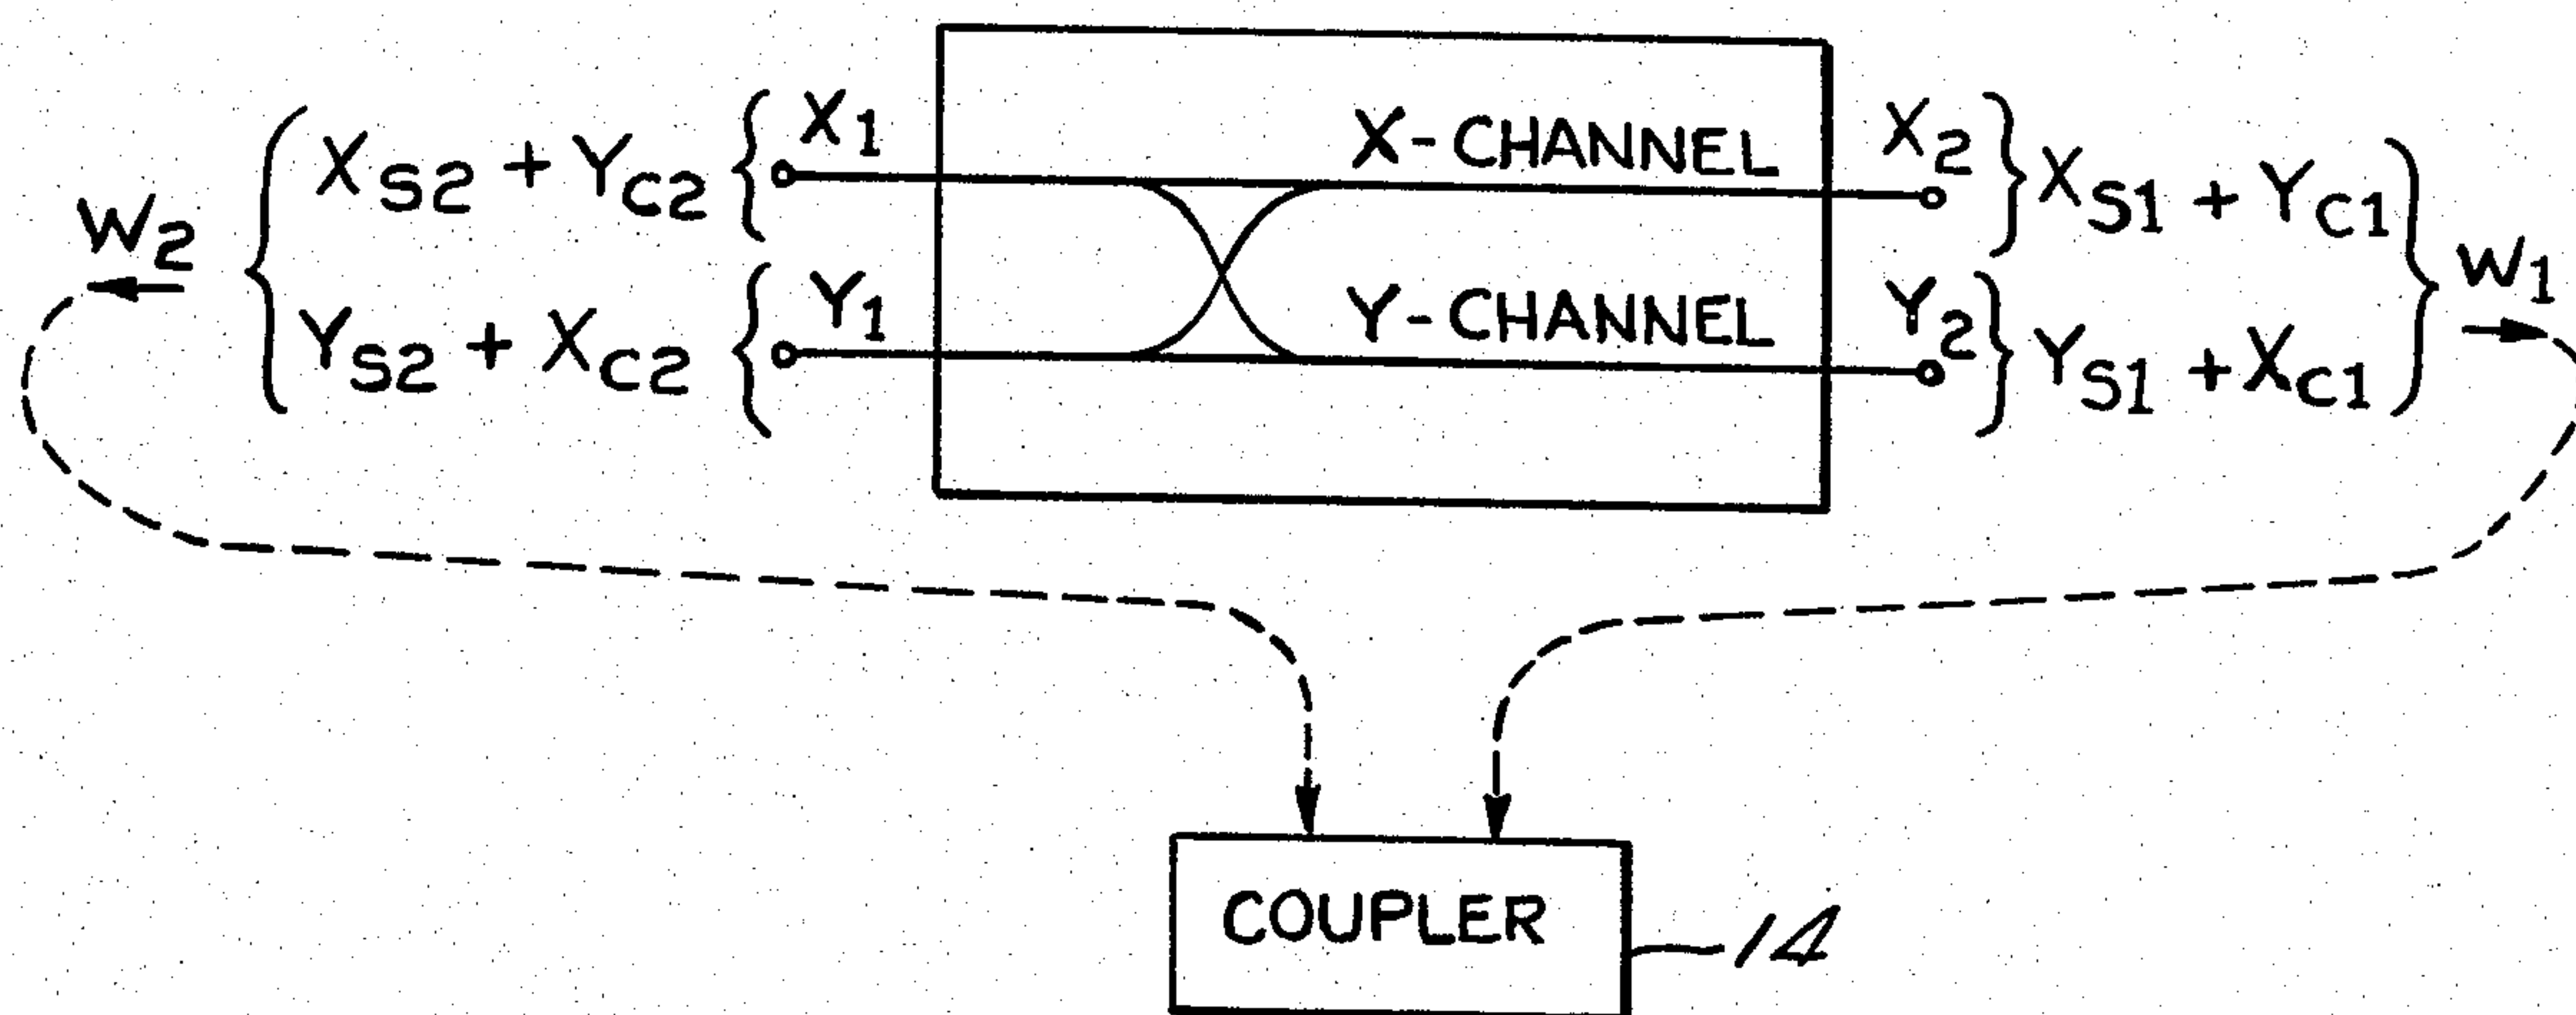 W2 { XS2 + YC2 { X1 X-CHANNEL X2 } XS1 + YC1 } W1
YS2 + XC2 { Y1 Y-CHANNEL Y2 } YS1 + XC1
COUPLER 14